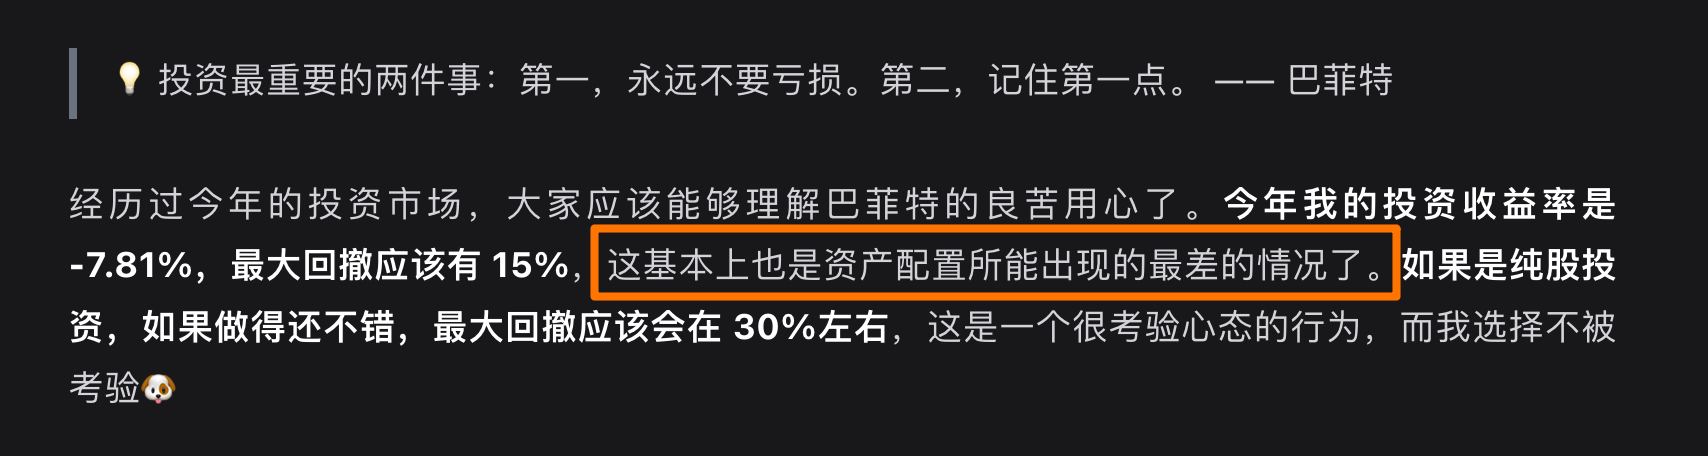 💡 投资最重要的两件事：第一，永远不要亏损。第二，记住第一点。 —— 巴菲特
经历过今年的投资市场，大家应该能够理解巴菲特的良苦用心了。今年我的投资收益率是
-7.81%，最大回撤应该有 15%，这基本上也是资产配置所能出现的最差的情况了。如果是纯股投
资，如果做得还不错，最大回撤应该会在 30%左右，这是一个很考验心态的行为，而我选择不被
考验🐶